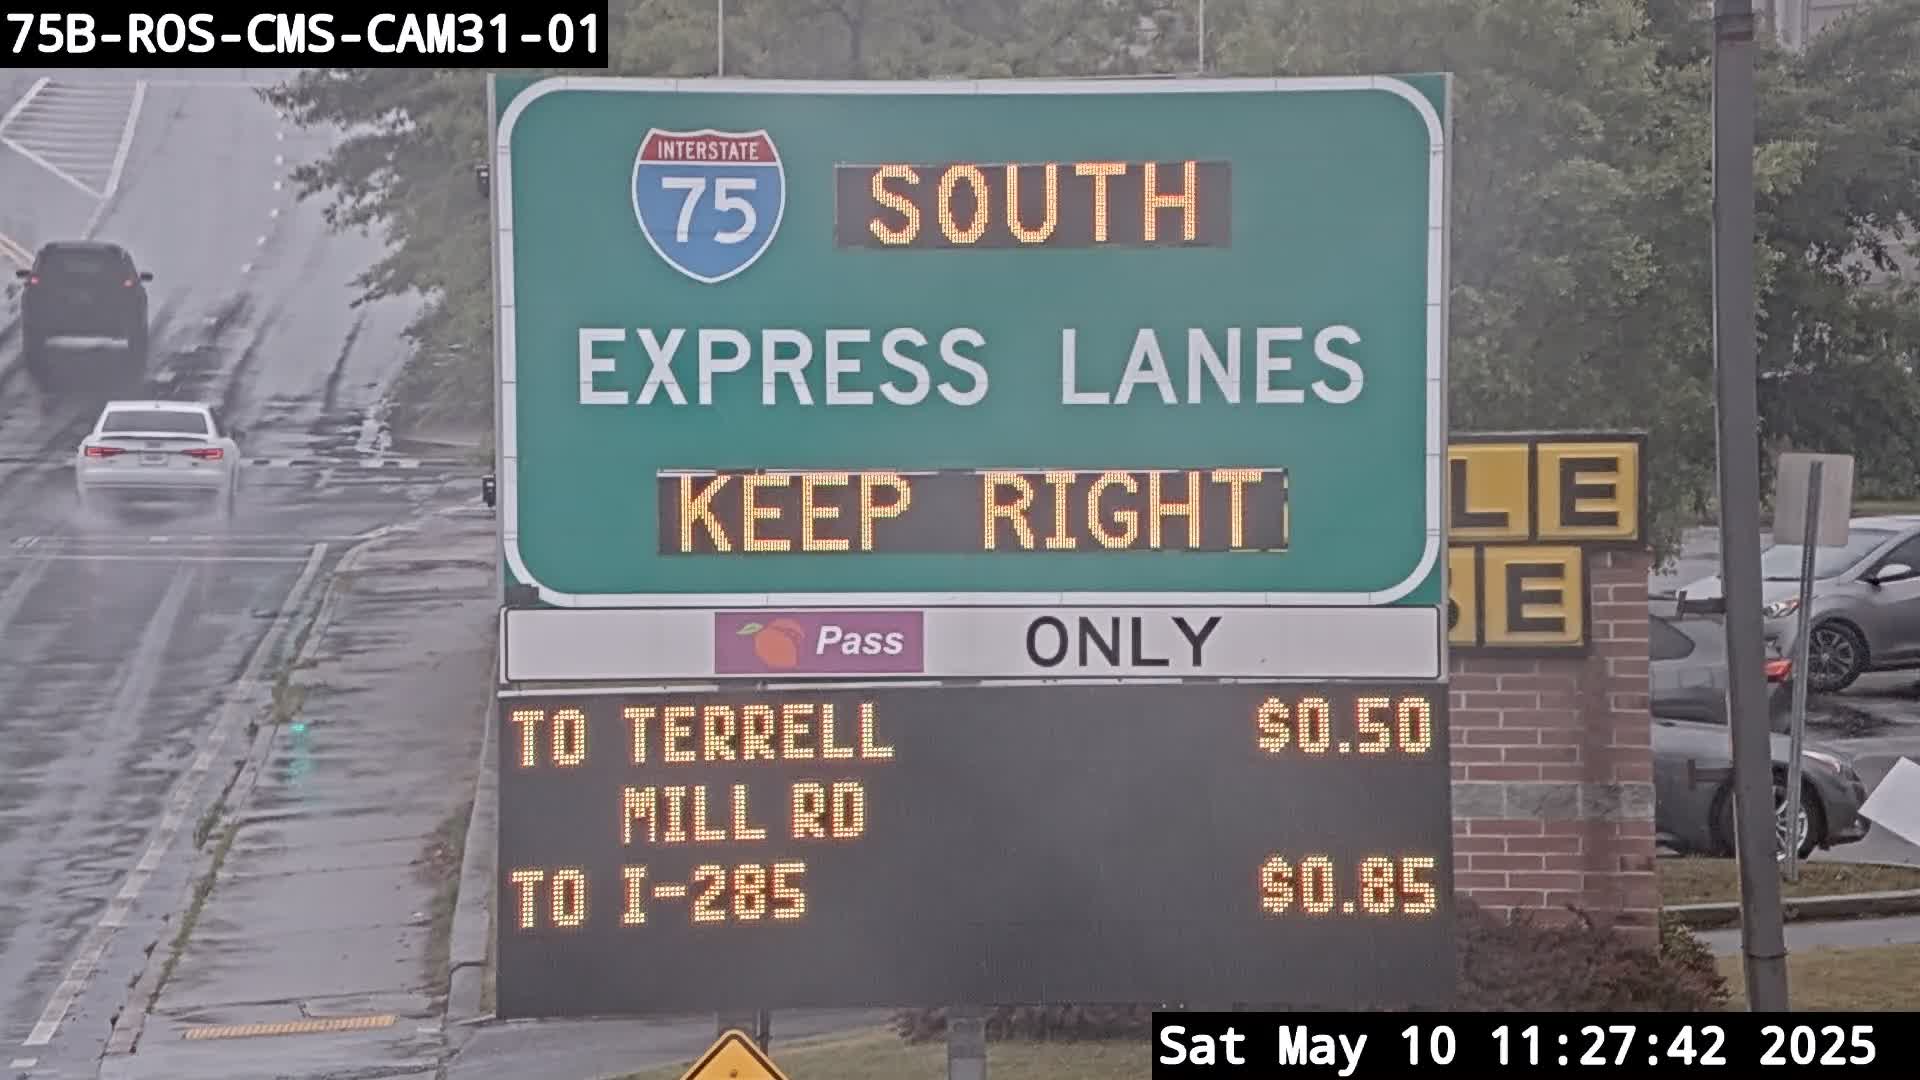 75B-ROS-CMS-CAM31-01
INTERSTATE
75
SOUTH
EXPRESS LANES
KEEP RIGHT
Pass ONLY
TO TERRELL $0.50
MILL RD
TO I-285 $0.85
LE
E
Sat May 10 11:27:42 2025